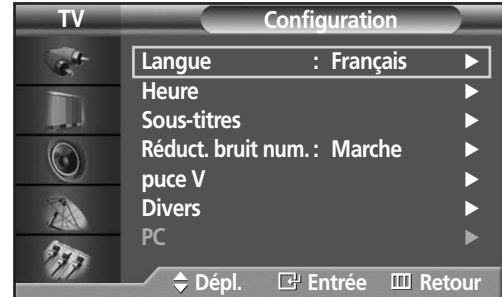 TV Configuration
Langue : Français
Heure
Sous-titres
Réduct. bruit num. : Marche
puce V
Divers
PC
Dépl. Entrée Retour